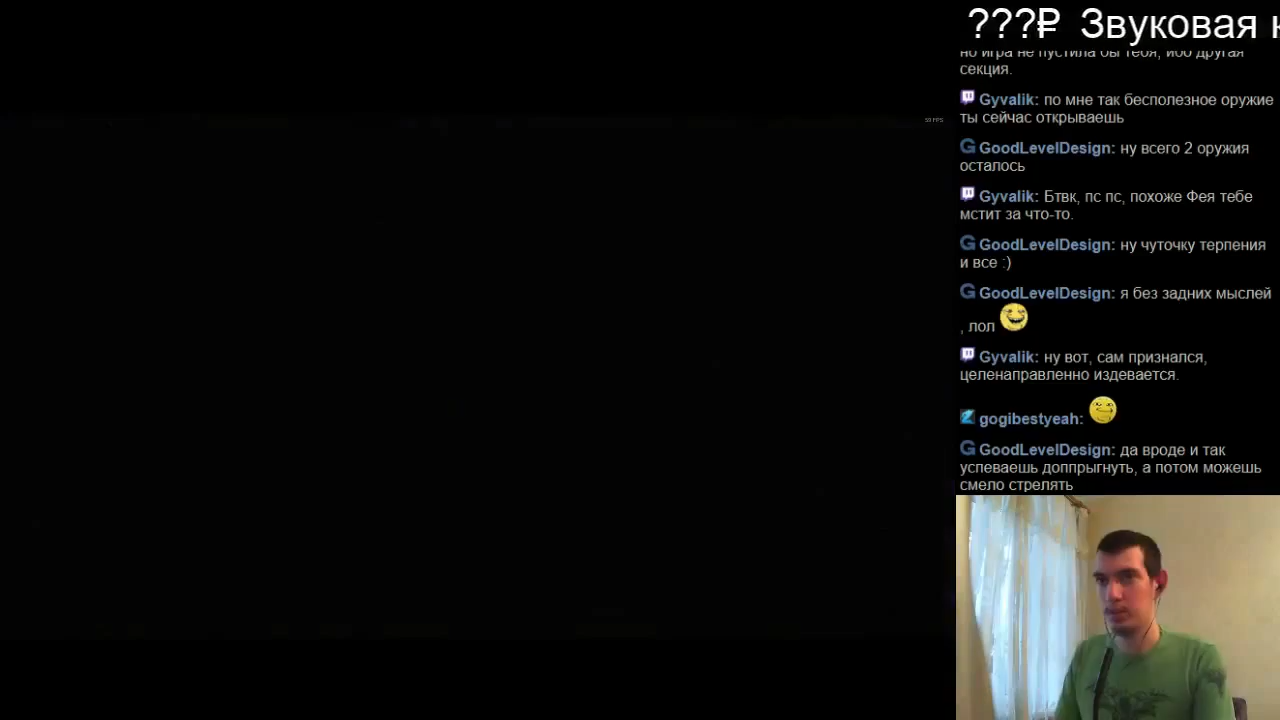 ???₽ Звуковая к
но игра не пустила бы тебя, ибо другая
секция.
Gyvalik: по мне так бесполезное оружие
ты сейчас открываешь
GoodLevelDesign: ну всего 2 оружия
осталось
Gyvalik: Бтвк, пс пс, похоже Фея тебе
мстит за что-то.
GoodLevelDesign: ну чуточку терпения
и все :)
GoodLevelDesign: я без задних мыслей
, лол
Gyvalik: ну вот, сам признался,
целенаправленно издевается.
gogibestyeah:
GoodLevelDesign: да вроде и так
успеваешь доппрыгнуть, а потом можешь
смело стрелять